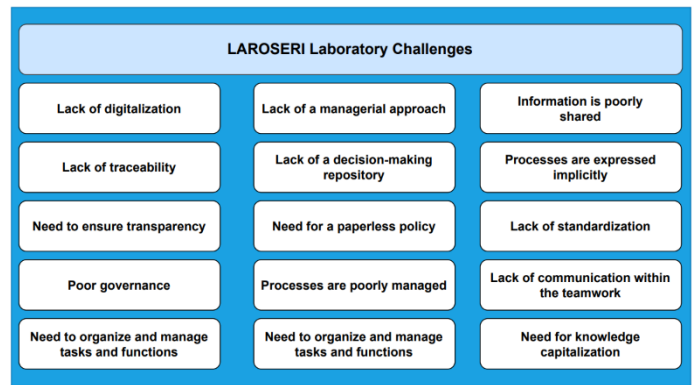 LAROSERI Laboratory Challenges
Lack of digitalization
Lack of a managerial approach
Information is poorly
shared
Lack of traceability
Lack of a decision-making
repository
Processes are expressed
implicitly
Need to ensure transparency
Need for a paperless policy
Lack of standardization
Poor governance
Processes are poorly managed
Lack of communication within
the teamwork
Need to organize and manage
tasks and functions
Need to organize and manage
tasks and functions
Need for knowledge
capitalization